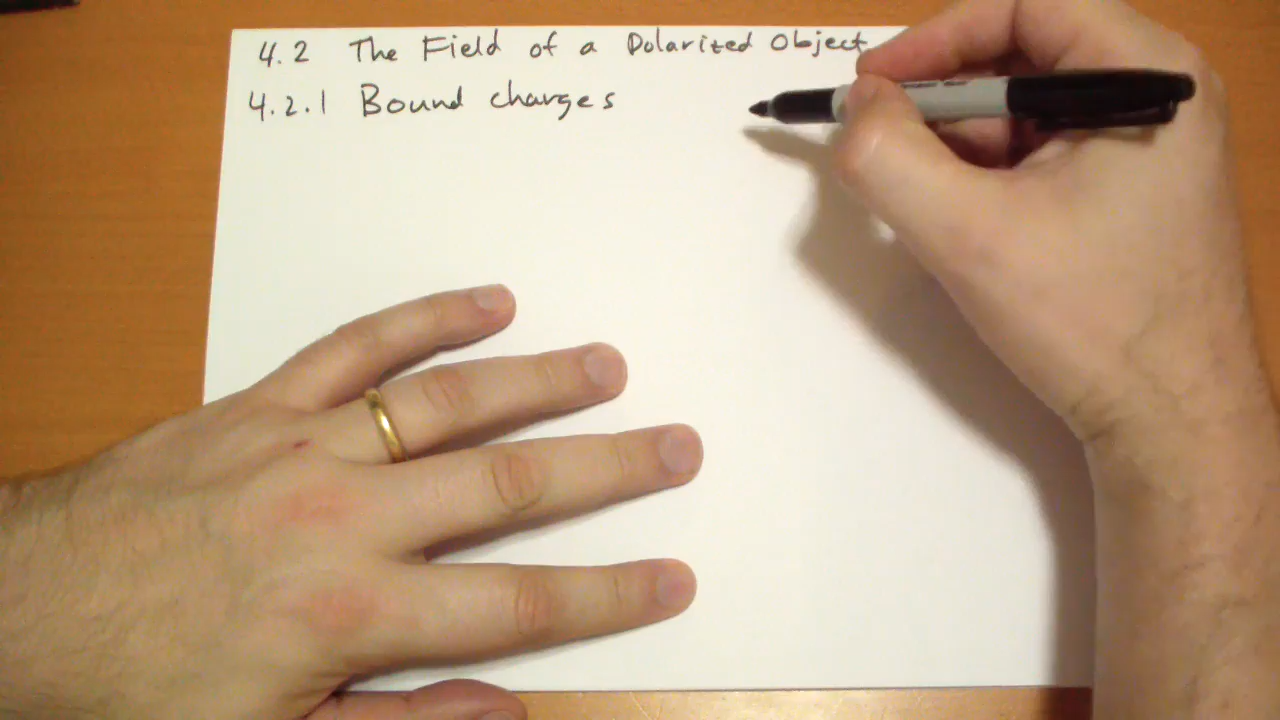 4.2 The Field of a Polarized Object
4.2.1 Bound charges